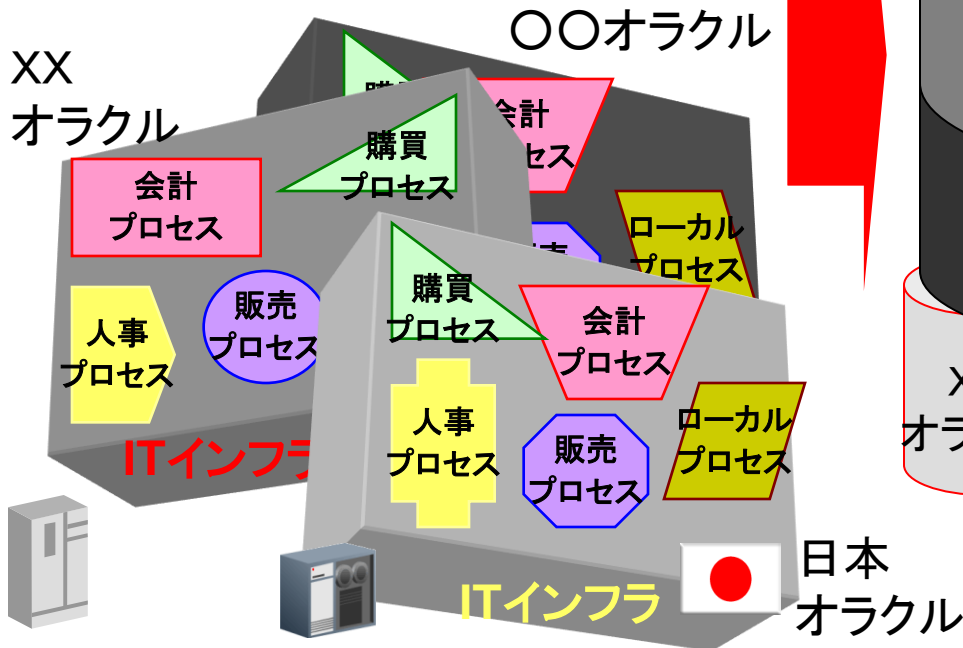 〇〇オラクル
XX
オラクル
会計
プロセス
購買
プロセス
人事
プロセス
販売
プロセス
ITインフラ
会計
セス
ローカル
プロセス
購買
プロセス
会計
プロセス
人事
プロセス
販売
プロセス
ローカル
プロセス
ITインフラ
日本
オラクル